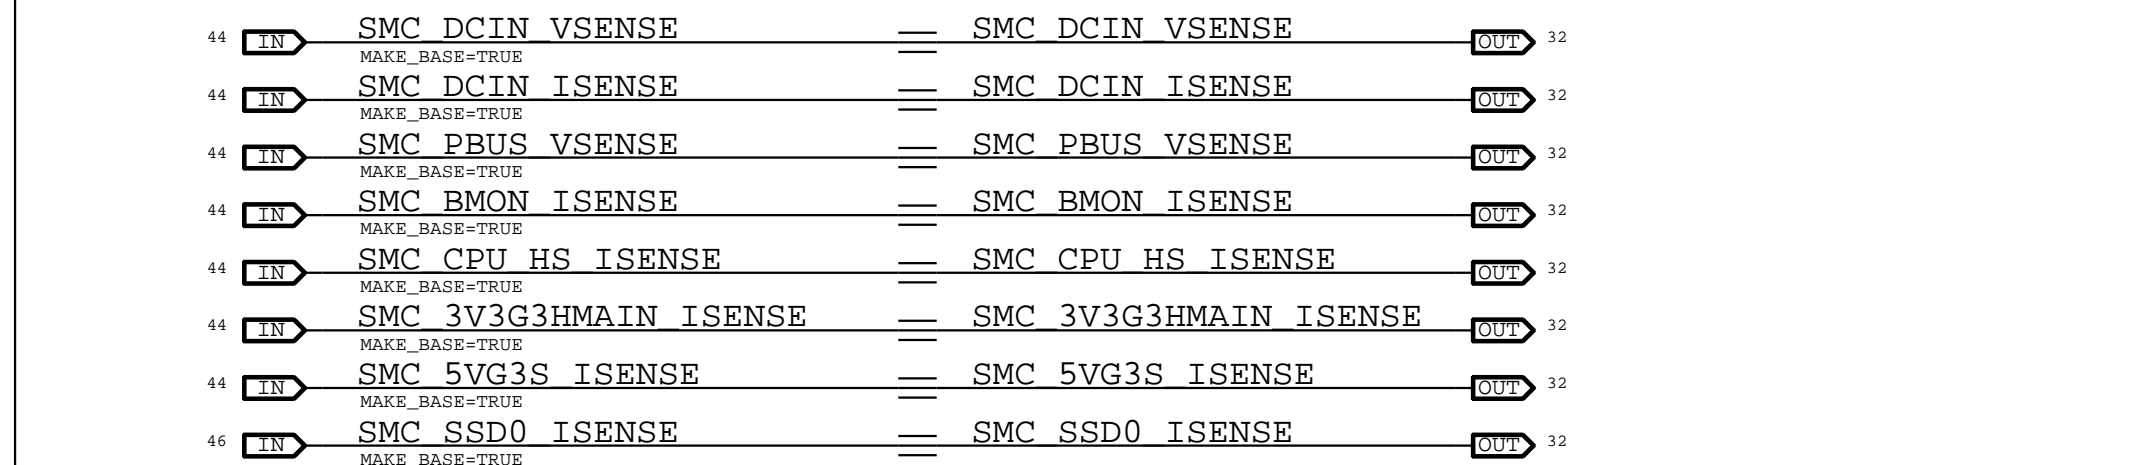 44 IN SMC_DCIN_VSENSE SMC_DCIN_VSENSE OUT 32
MAKE_BASE=TRUE
44 IN SMC_DCIN_ISENSE SMC_DCIN_ISENSE OUT 32
MAKE_BASE=TRUE
44 IN SMC_PBUS_VSENSE SMC_PBUS_VSENSE OUT 32
MAKE_BASE=TRUE
44 IN SMC_BMON_ISENSE SMC_BMON_ISENSE OUT 32
MAKE_BASE=TRUE
44 IN SMC_CPU_HS_ISENSE SMC_CPU_HS_ISENSE OUT 32
MAKE_BASE=TRUE
44 IN SMC_3V3G3HMAIN_ISENSE SMC_3V3G3HMAIN_ISENSE OUT 32
MAKE_BASE=TRUE
44 IN SMC_5VG3S_ISENSE SMC_5VG3S_ISENSE OUT 32
MAKE_BASE=TRUE
46 IN SMC_SSD0_ISENSE SMC_SSD0_ISENSE OUT 32
MAKE_BASE=TRUE